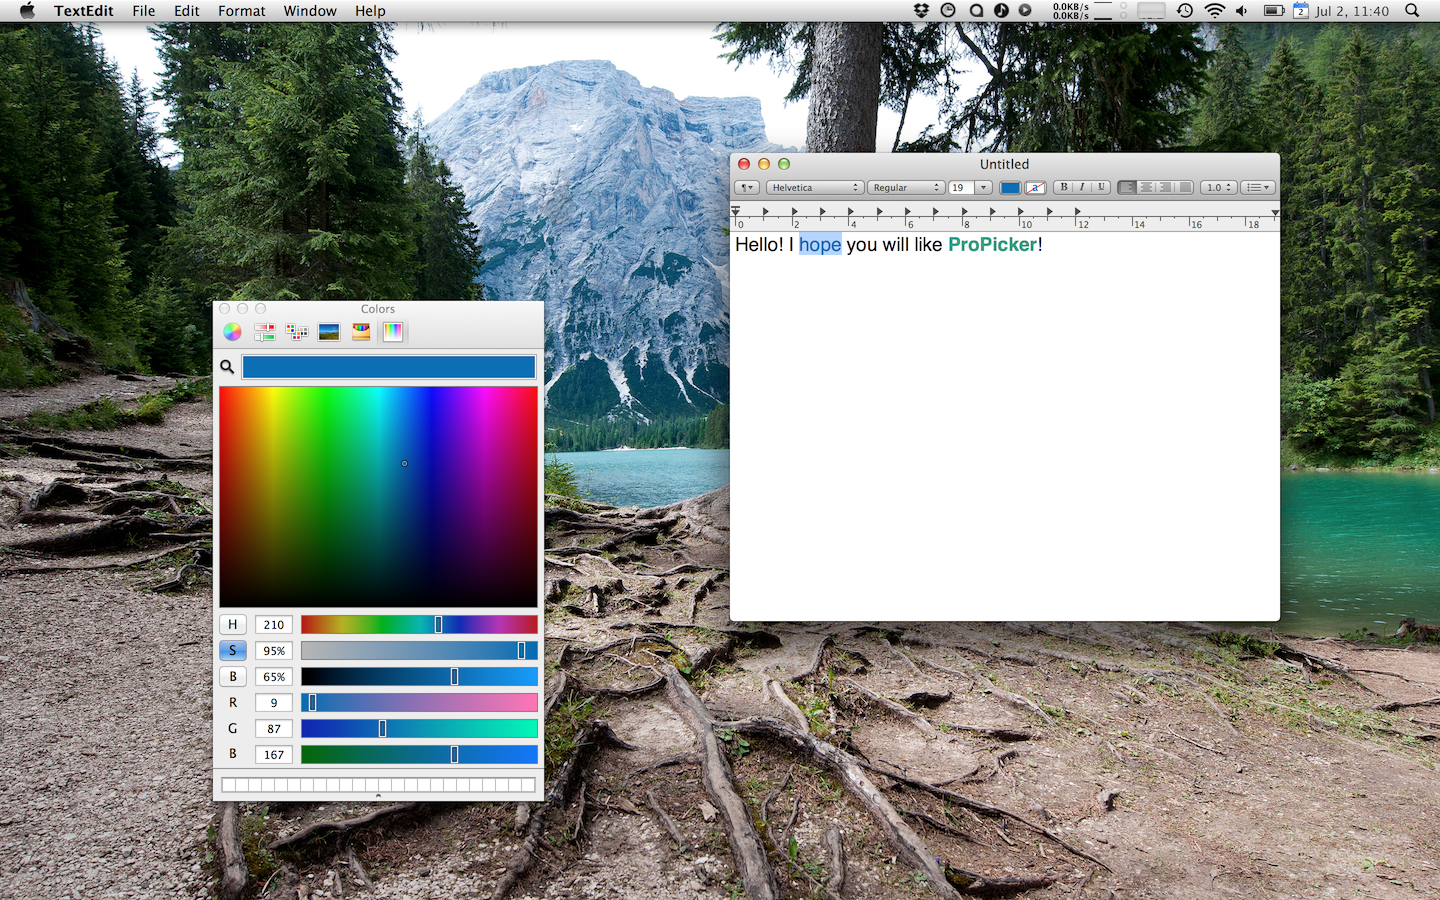 TextEdit File Edit Format Window Help
0.0KB/s
0.0KB/s
2 Jul 2, 11:40
Untitled
Helvetica Regular 19 a B I U 1.0
0 2 4 6 8 10 12 14 16 18
Hello! I hope you will like ProPicker!
Colors
H 210
S 95%
B 65%
R 9
G 87
B 167